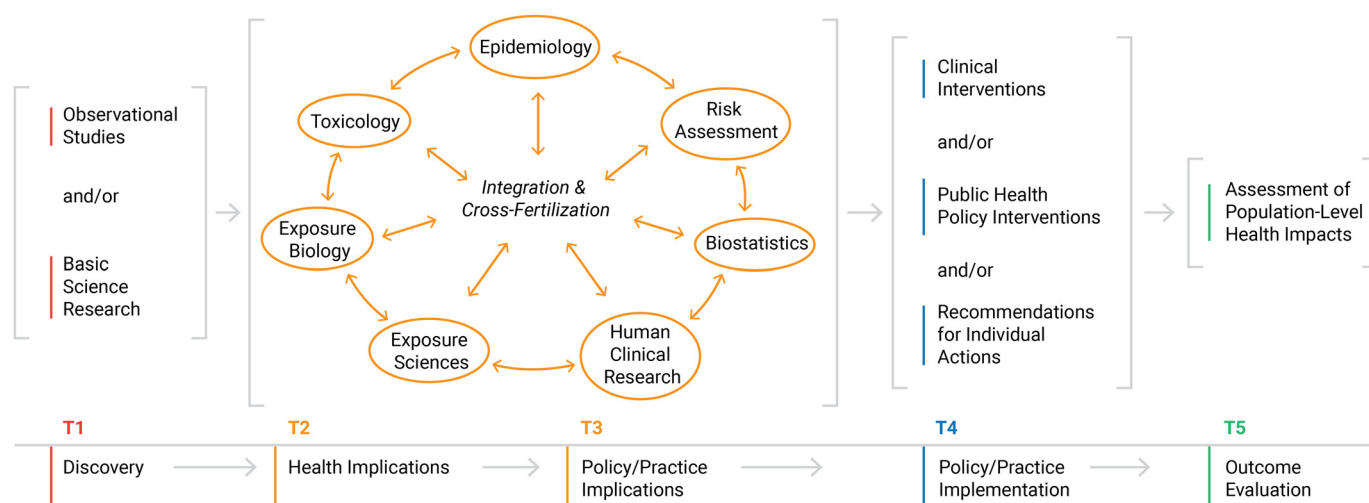 Observational
Studies
and/or
Basic
Science
Research
Epidemiology
Risk
Assessment
Toxicology
Integration &
Cross-Fertilization
Exposure
Biology
Biostatistics
Exposure
Sciences
Human
Clinical
Research
Clinical
Interventions
and/or
Public Health
Policy Interventions
and/or
Recommendations
for Individual
Actions
Assessment of
Population-Level
Health Impacts
T1
Discovery
T2
Health Implications
T3
Policy/Practice
Implications
T4
Policy/Practice
Implementation
T5
Outcome
Evaluation